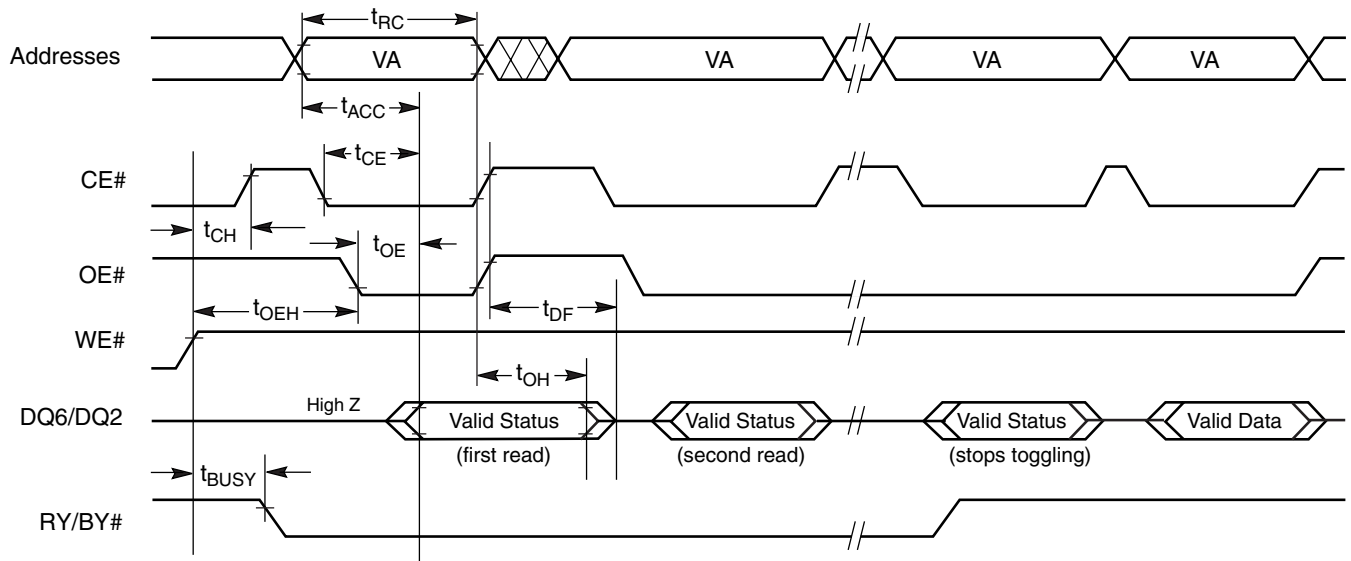 tRC
Addresses VA VA VA VA
tACC
tCE
CE#
tCH tOE
OE#
tOEH tDF
WE#
tOH
High Z
DQ6/DQ2 Valid Status Valid Status Valid Status Valid Data
(first read) (second read) (stops toggling)
tBUSY
RY/BY#